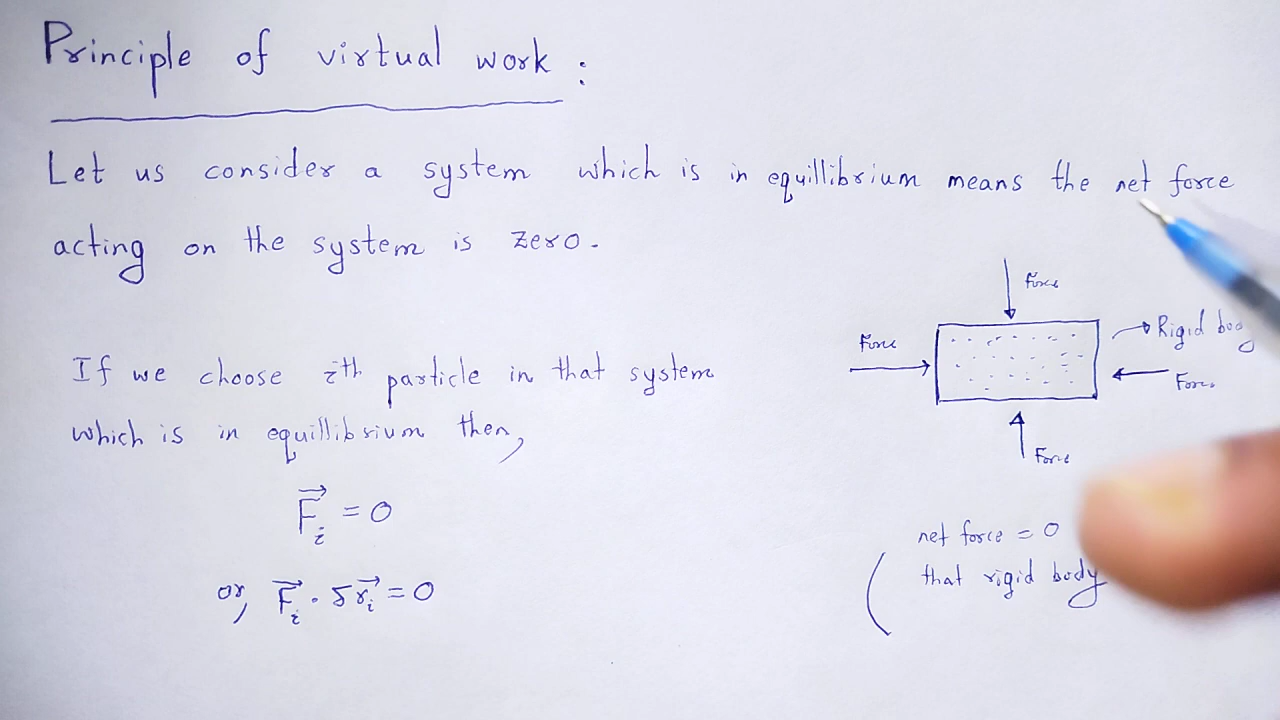 Principle of virtual work :
Let us consider a system which is in equillibrium means the net force
acting on the system is zero.
If we choose ith particle in that system
which is in equillibrium then,
F⃗i = 0
or, F⃗i · δr⃗i = 0
Force
Force
Rigid
Force
Force
net force = 0
that rigid body